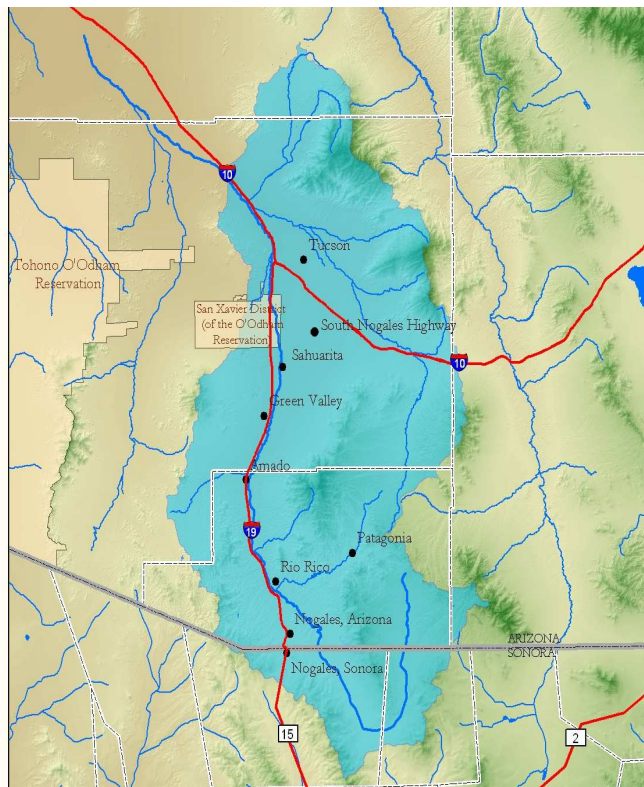 10
Tucson
Tohono O'Odham
Reservation
San Xavier District
(of the O'Odham
Reservation)
South Nogales Highway
10
Sahuarita
Green Valley
Amado
19
Patagonia
Rio Rico
Nogales, Arizona
ARIZONA
SONORA
Nogales, Sonora
15
2